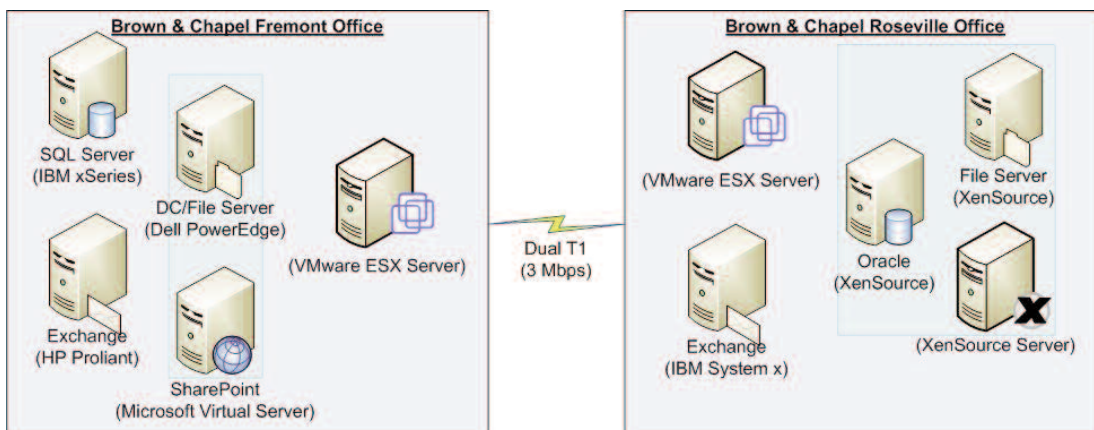 Brown & Chapel Fremont Office
SQL Server
(IBM xSeries)
DC/File Server
(Dell PowerEdge)
(VMware ESX Server)
Exchange
(HP Proliant)
SharePoint
(Microsoft Virtual Server)
Dual T1
(3 Mbps)
Brown & Chapel Roseville Office
(VMware ESX Server)
File Server
(XenSource)
Oracle
(XenSource)
Exchange
(IBM System x)
X
(XenSource Server)